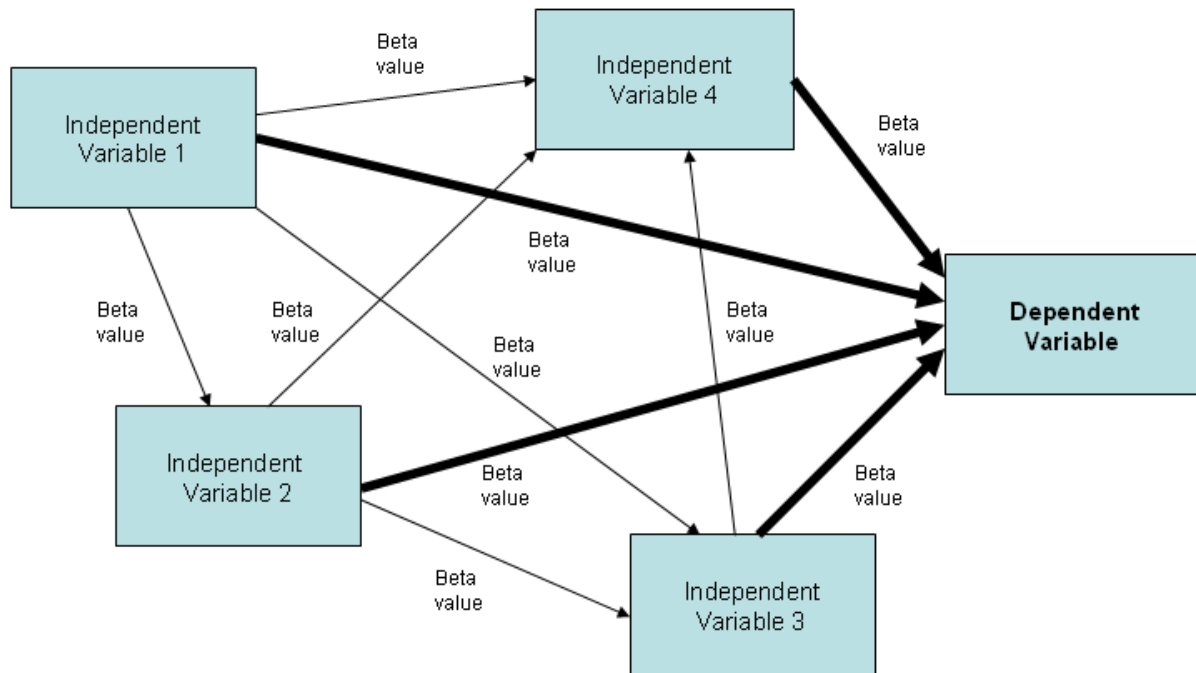 Independent
Variable 1
Beta
value
Independent
Variable 4
Beta
value
Beta
value
Beta
value
Beta
value
Beta
value
Beta
value
Dependent
Variable
Independent
Variable 2
Beta
value
Beta
value
Beta
value
Independent
Variable 3